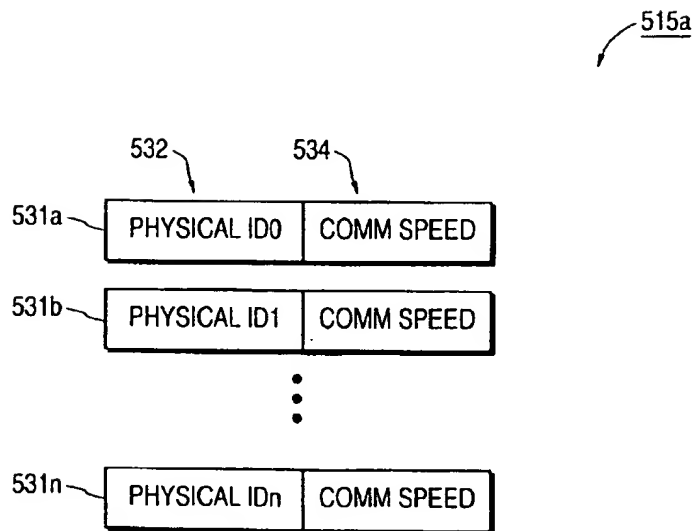 515a
532 534
531a PHYSICAL ID0 COMM SPEED
531b PHYSICAL ID1 COMM SPEED
531n PHYSICAL IDn COMM SPEED